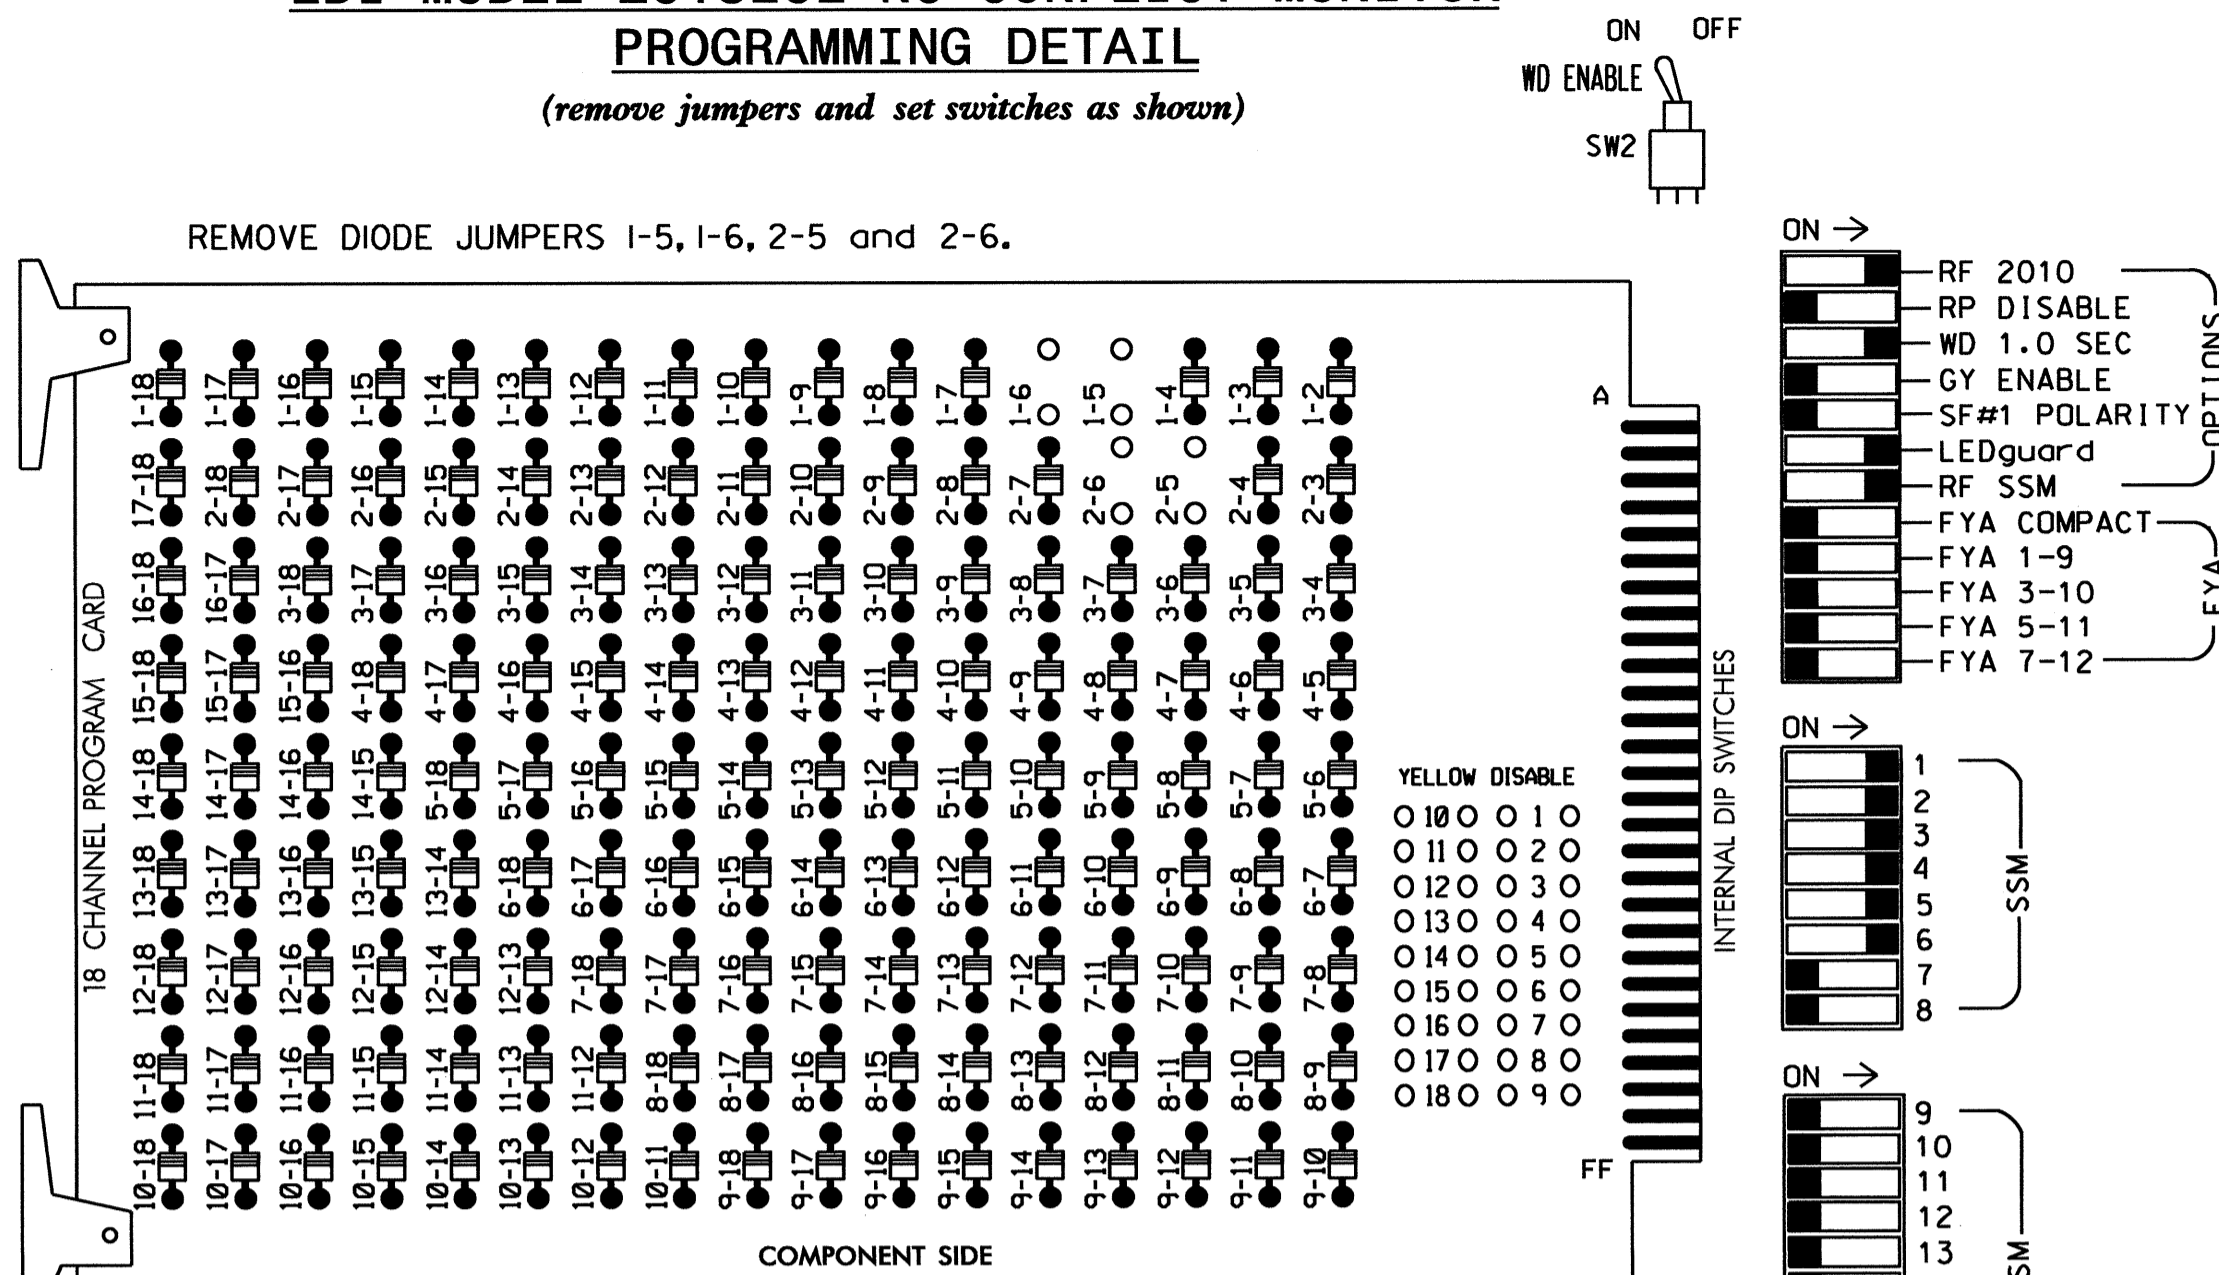 PROGRAMMING DETAIL
(remove jumpers and set switches as shown)
ON OFF
WD ENABLE
SW2
REMOVE DIODE JUMPERS 1-5, 1-6, 2-5 and 2-6.
18 CHANNEL PROGRAM CARD
1-18 1-17 1-16 1-15 1-14 1-13 1-12 1-11 1-10 1-9 1-8 1-7 1-6 1-5 1-4 1-3 1-2
17-18 2-18 2-17 2-16 2-15 2-14 2-13 2-12 2-11 2-10 2-9 2-8 2-7 2-6 2-5 2-4 2-3
16-18 16-17 3-18 3-17 3-16 3-15 3-14 3-13 3-12 3-11 3-10 3-9 3-8 3-7 3-6 3-5 3-4
15-18 15-17 15-16 4-18 4-17 4-16 4-15 4-14 4-13 4-12 4-11 4-10 4-9 4-8 4-7 4-6 4-5
14-18 14-17 14-16 14-15 5-18 5-17 5-16 5-15 5-14 5-13 5-12 5-11 5-10 5-9 5-8 5-7 5-6
13-18 13-17 13-16 13-15 13-14 6-18 6-17 6-16 6-15 6-14 6-13 6-12 6-11 6-10 6-9 6-8 6-7
12-18 12-17 12-16 12-15 12-14 12-13 7-18 7-17 7-16 7-15 7-14 7-13 7-12 7-11 7-10 7-9 7-8
11-18 11-17 11-16 11-15 11-14 11-13 11-12 8-18 8-17 8-16 8-15 8-14 8-13 8-12 8-11 8-10 8-9
10-18 10-17 10-16 10-15 10-14 10-13 10-12 10-11 9-18 9-17 9-16 9-15 9-14 9-13 9-12 9-11 9-10
COMPONENT SIDE
YELLOW DISABLE
10 1
11 2
12 3
13 4
14 5
15 6
16 7
17 8
18 9
A
FF
INTERNAL DIP SWITCHES
ON →
RF 2010
RP DISABLE
WD 1.0 SEC
GY ENABLE
SF#1 POLARITY
LEDguard
RF SSM
OPTIONS
FYA COMPACT
FYA 1-9
FYA 3-10
FYA 5-11
FYA 7-12
FYA
ON →
1
2
3
4
5
6
7
8
SSM
ON →
9
10
11
12
13